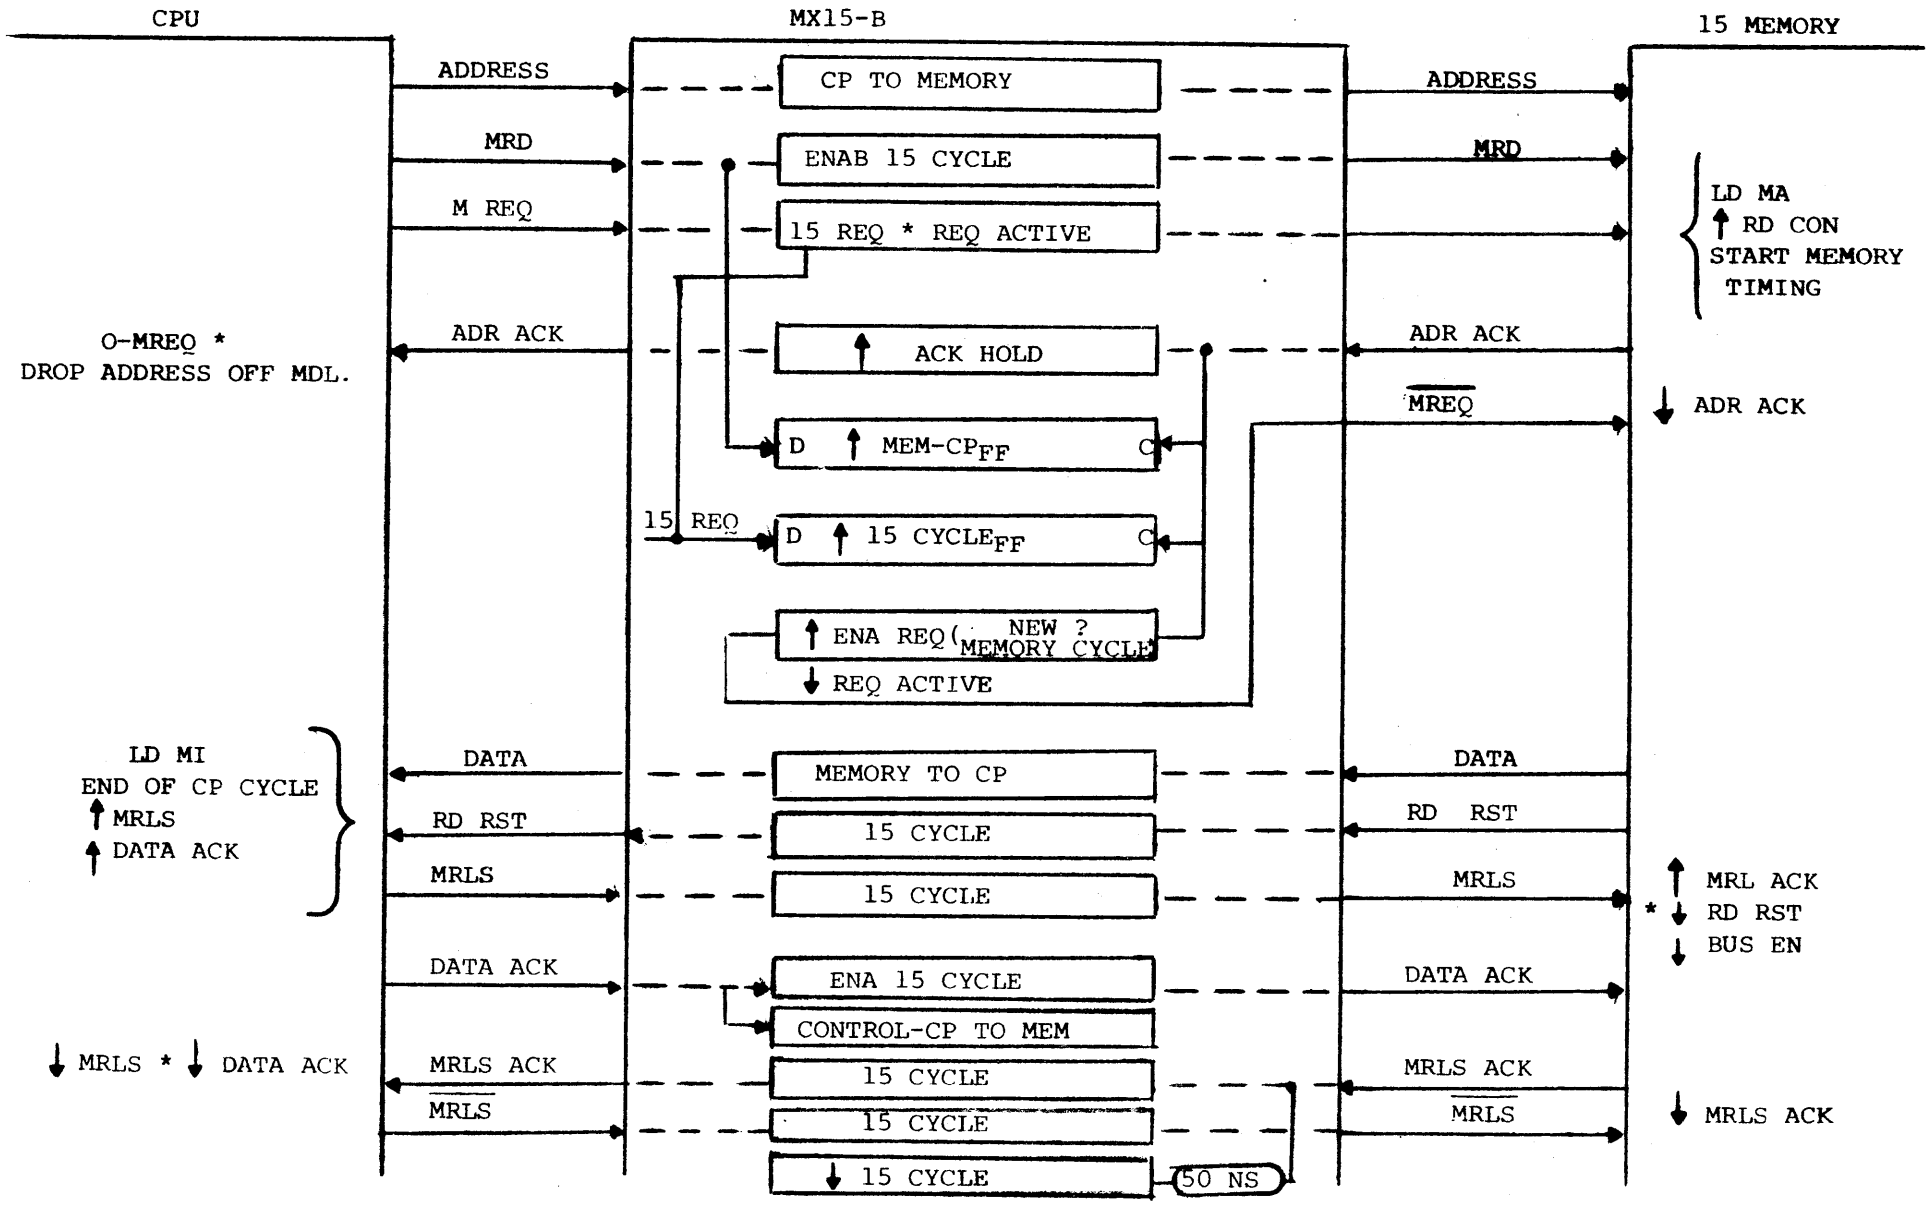 CPU
MX15-B
15 MEMORY
ADDRESS
CP TO MEMORY
ADDRESS
MRD
ENAB 15 CYCLE
MRD
M REQ
15 REQ * REQ ACTIVE
LD MA
↑ RD CON
START MEMORY
TIMING
O-MREQ *
DROP ADDRESS OFF MDL.
ADR ACK
↑ ACK HOLD
ADR ACK
M̅R̅E̅Q̅
↓ ADR ACK
D ↑ MEM-CPFF C
15 REQ
D ↑ 15 CYCLEFF C
↑ ENA REQ( NEW ?
MEMORY CYCLE
↓ REQ ACTIVE
LD MI
END OF CP CYCLE
↑ MRLS
↑ DATA ACK
DATA
MEMORY TO CP
DATA
RD RST
15 CYCLE
RD RST
MRLS
15 CYCLE
MRLS
↑ MRL ACK
* ↓ RD RST
↓ BUS EN
DATA ACK
ENA 15 CYCLE
DATA ACK
CONTROL-CP TO MEM
↓ MRLS * ↓ DATA ACK
MRLS ACK
15 CYCLE
MRLS ACK
M̅R̅L̅S̅
15 CYCLE
M̅R̅L̅S̅
↓ MRLS ACK
↓ 15 CYCLE
50 NS